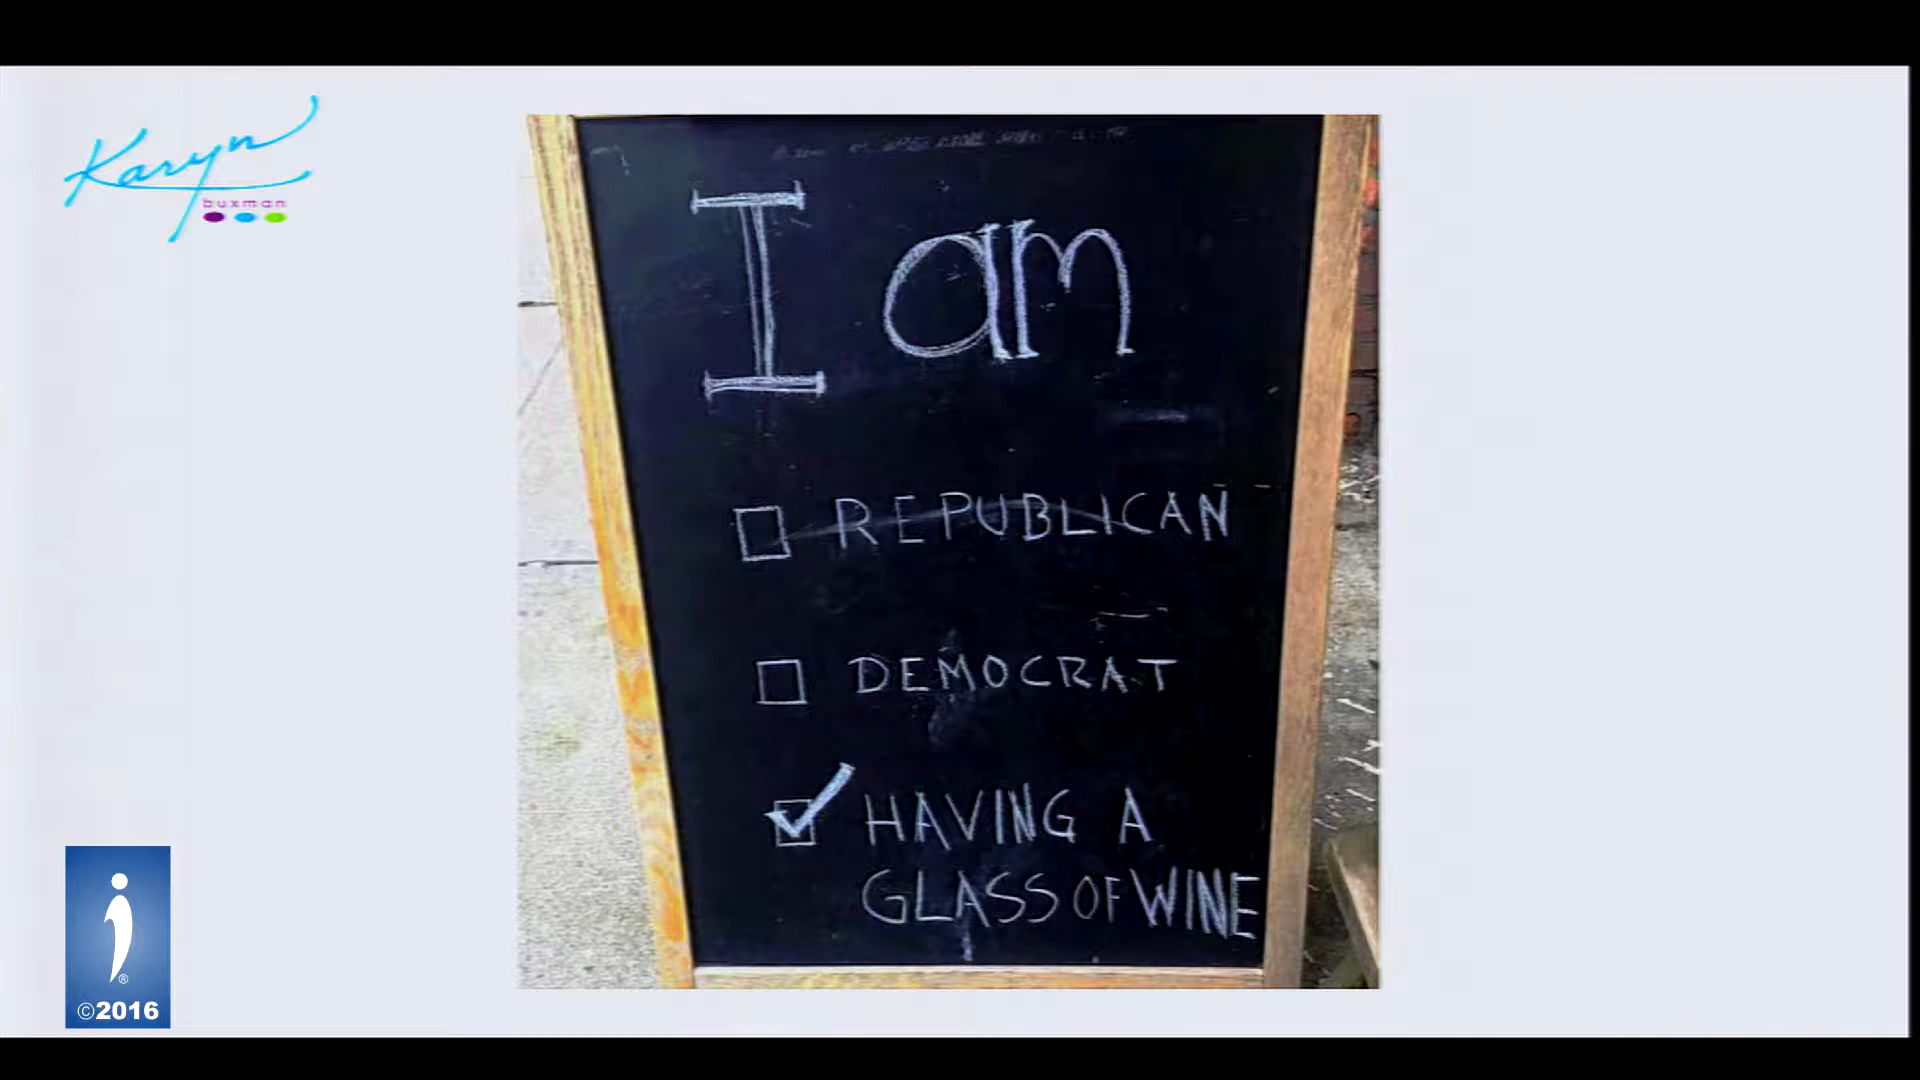 Karyn
buxman
I am
REPUBLICAN
DEMOCRAT
HAVING A
GLASS OF WINE
®
©2016